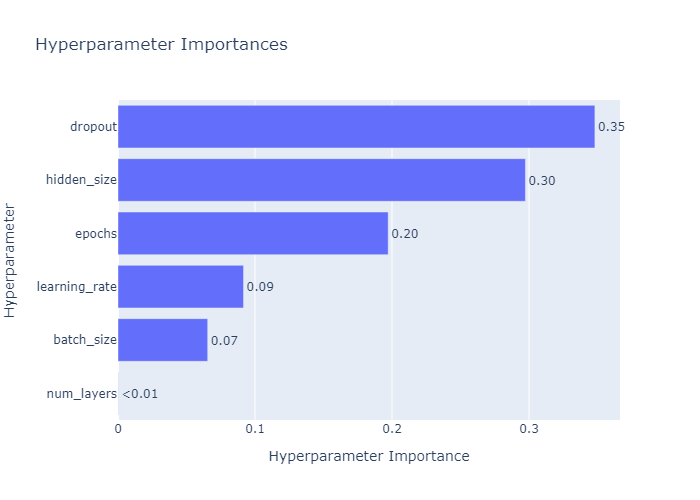 Hyperparameter Importances
Hyperparameter
dropout 0.35
hidden_size 0.30
epochs 0.20
learning_rate 0.09
batch_size 0.07
num_layers <0.01
0 0.1 0.2 0.3
Hyperparameter Importance